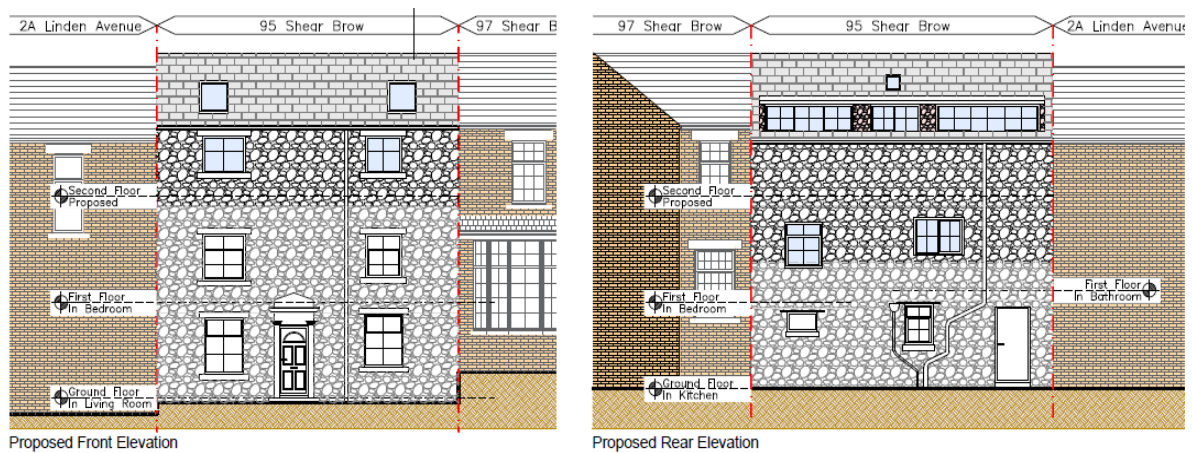 2A Linden Avenue
95 Shear Brow
97 Shear B
Second Floor
Proposed
First Floor
In Bedroom
Ground Floor
In Living Room
Proposed Front Elevation
97 Shear Brow
95 Shear Brow
2A Linden Avenue
Second Floor
Proposed
First Floor
In Bedroom
First Floor
In Bathroom
Ground Floor
In Kitchen
Proposed Rear Elevation